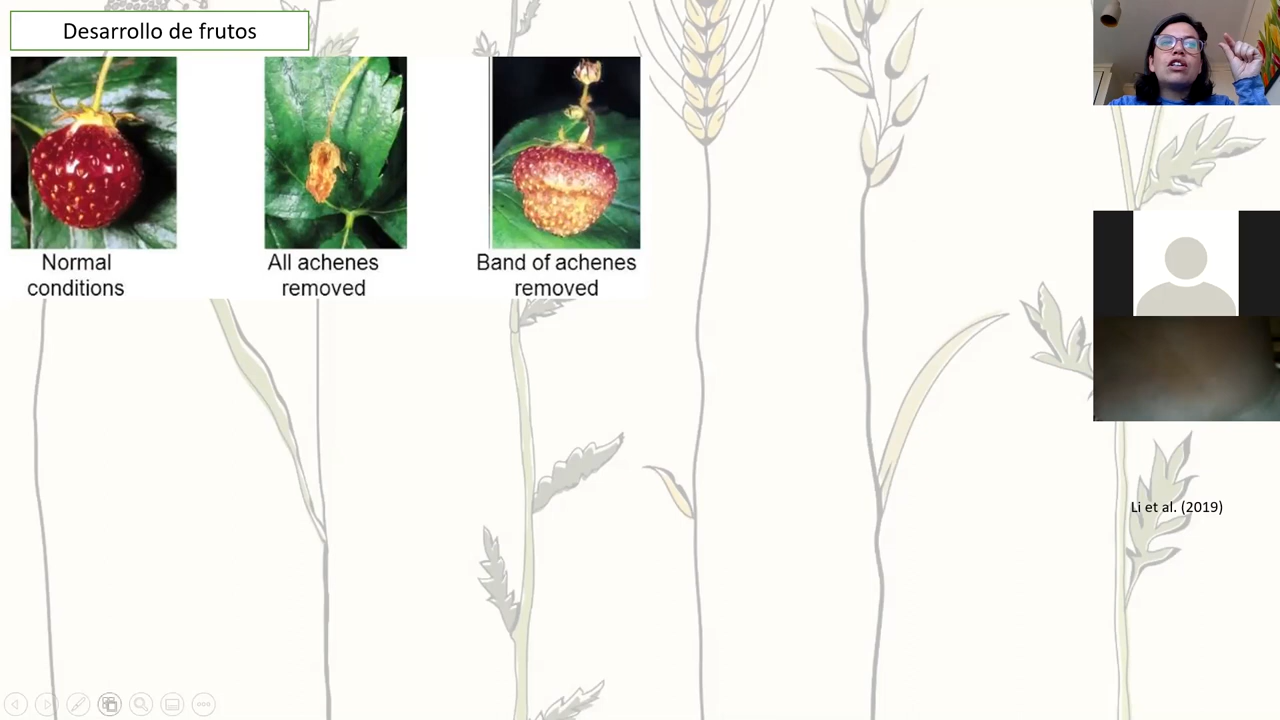 Desarrollo de frutos
Normal
conditions
All achenes
removed
Band of achenes
removed
Li et al. (2019)